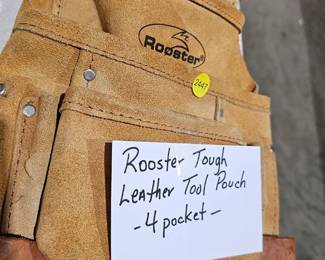 Rooster®
2447
Rooster Tough
Leather Tool Pouch
-4 pocket-